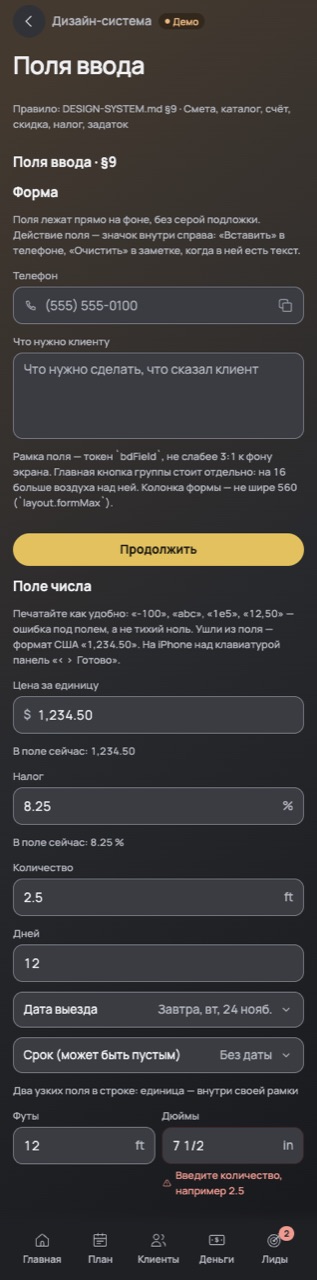 Дизайн-система
Демо
Поля ввода
Правило: DESIGN-SYSTEM.md §9 · Смета, каталог, счёт,
скидка, налог, задаток
Поля ввода · §9
Форма
Поля лежат прямо на фоне, без серой подложки.
Действие поля — значок внутри справа: «Вставить» в
телефоне, «Очистить» в заметке, когда в ней есть текст.
Телефон
(555) 555-0100
Что нужно клиенту
Что нужно сделать, что сказал клиент
Рамка поля — токен `bdField`, не слабее 3:1 к фону
экрана. Главная кнопка группы стоит отдельно: на 16
больше воздуха над ней. Колонка формы — не шире 560
(`layout.formMax`).
Продолжить
Поле числа
Печатайте как удобно: «-100», «abc», «1e5», «12,50» —
ошибка под полем, а не тихий ноль. Ушли из поля —
формат США «1,234.50». На iPhone над клавиатурой
панель «‹ › Готово».
Цена за единицу
$ 1,234.50
В поле сейчас: 1,234.50
Налог
8.25 %
В поле сейчас: 8.25 %
Количество
2.5 ft
Дней
12
Дата выезда Завтра, вт, 24 нояб.
Срок (может быть пустым) Без даты
Два узких поля в строке: единица — внутри своей рамки
Футы Дюймы
12 ft 7 1/2 in
Введите количество,
например 2.5
2
Главная План Клиенты Деньги Лиды